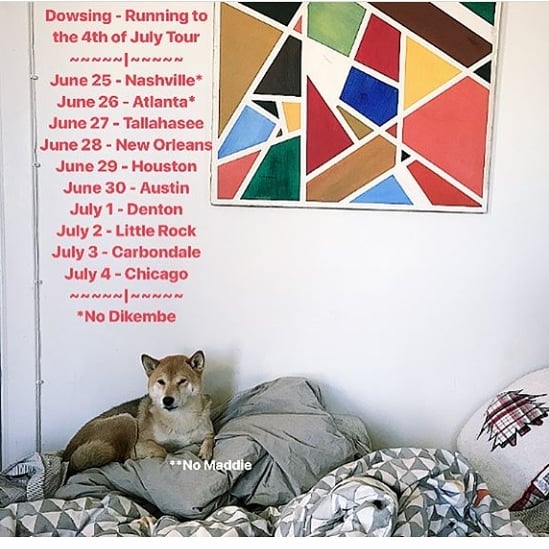 Dowsing - Running to
the 4th of July Tour
~~~~~|~~~~~
June 25 - Nashville*
June 26 - Atlanta*
June 27 - Tallahasee
June 28 - New Orleans
June 29 - Houston
June 30 - Austin
July 1 - Denton
July 2 - Little Rock
July 3 - Carbondale
July 4 - Chicago
~~~~~|~~~~~
*No Dikembe
**No Maddie